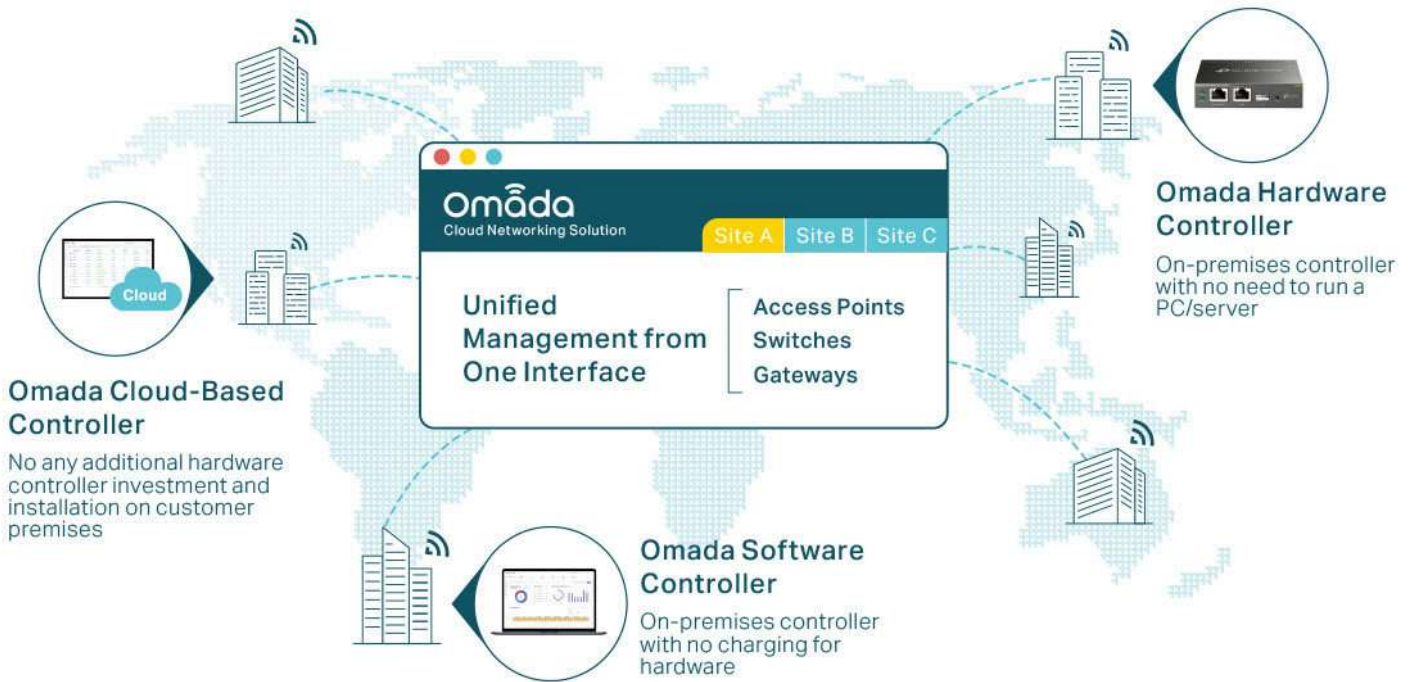 Omada
Cloud Networking Solution
Site A
Site B
Site C
Unified
Management from
One Interface
Access Points
Switches
Gateways
Cloud
Omada Cloud-Based
Controller
No any additional hardware
controller investment and
installation on customer
premises
Omada Hardware
Controller
On-premises controller
with no need to run a
PC/server
Omada Software
Controller
On-premises controller
with no charging for
hardware